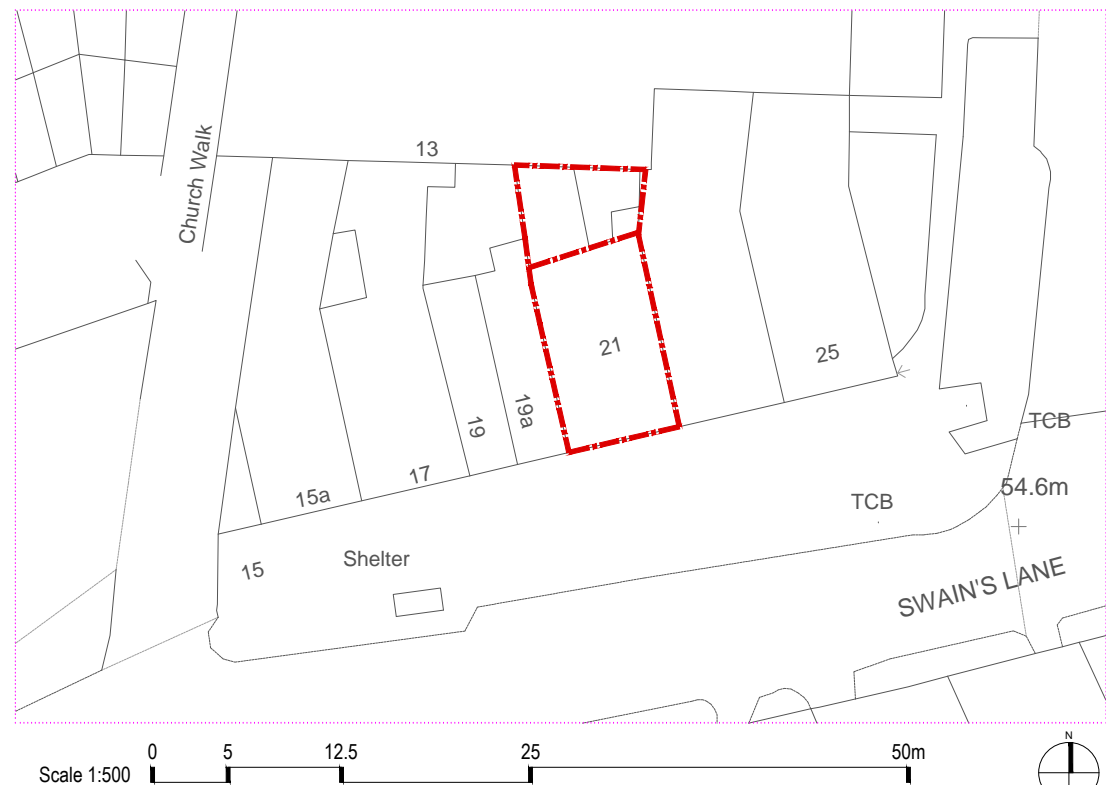 13
Church Walk
21
25
19a
19
TCB
17
54.6m
15a
TCB
Shelter
15
SWAIN'S LANE
N
0 5 12.5 25 50m
Scale 1:500